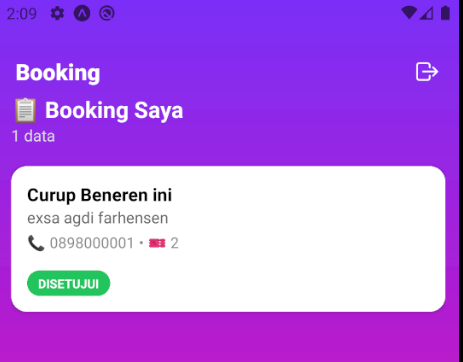 2:09
Booking
📋 Booking Saya
1 data
Curup Beneren ini
exsa agdi farhensen
📞 0898000001 • 🎟️ 2
DISETUJUI